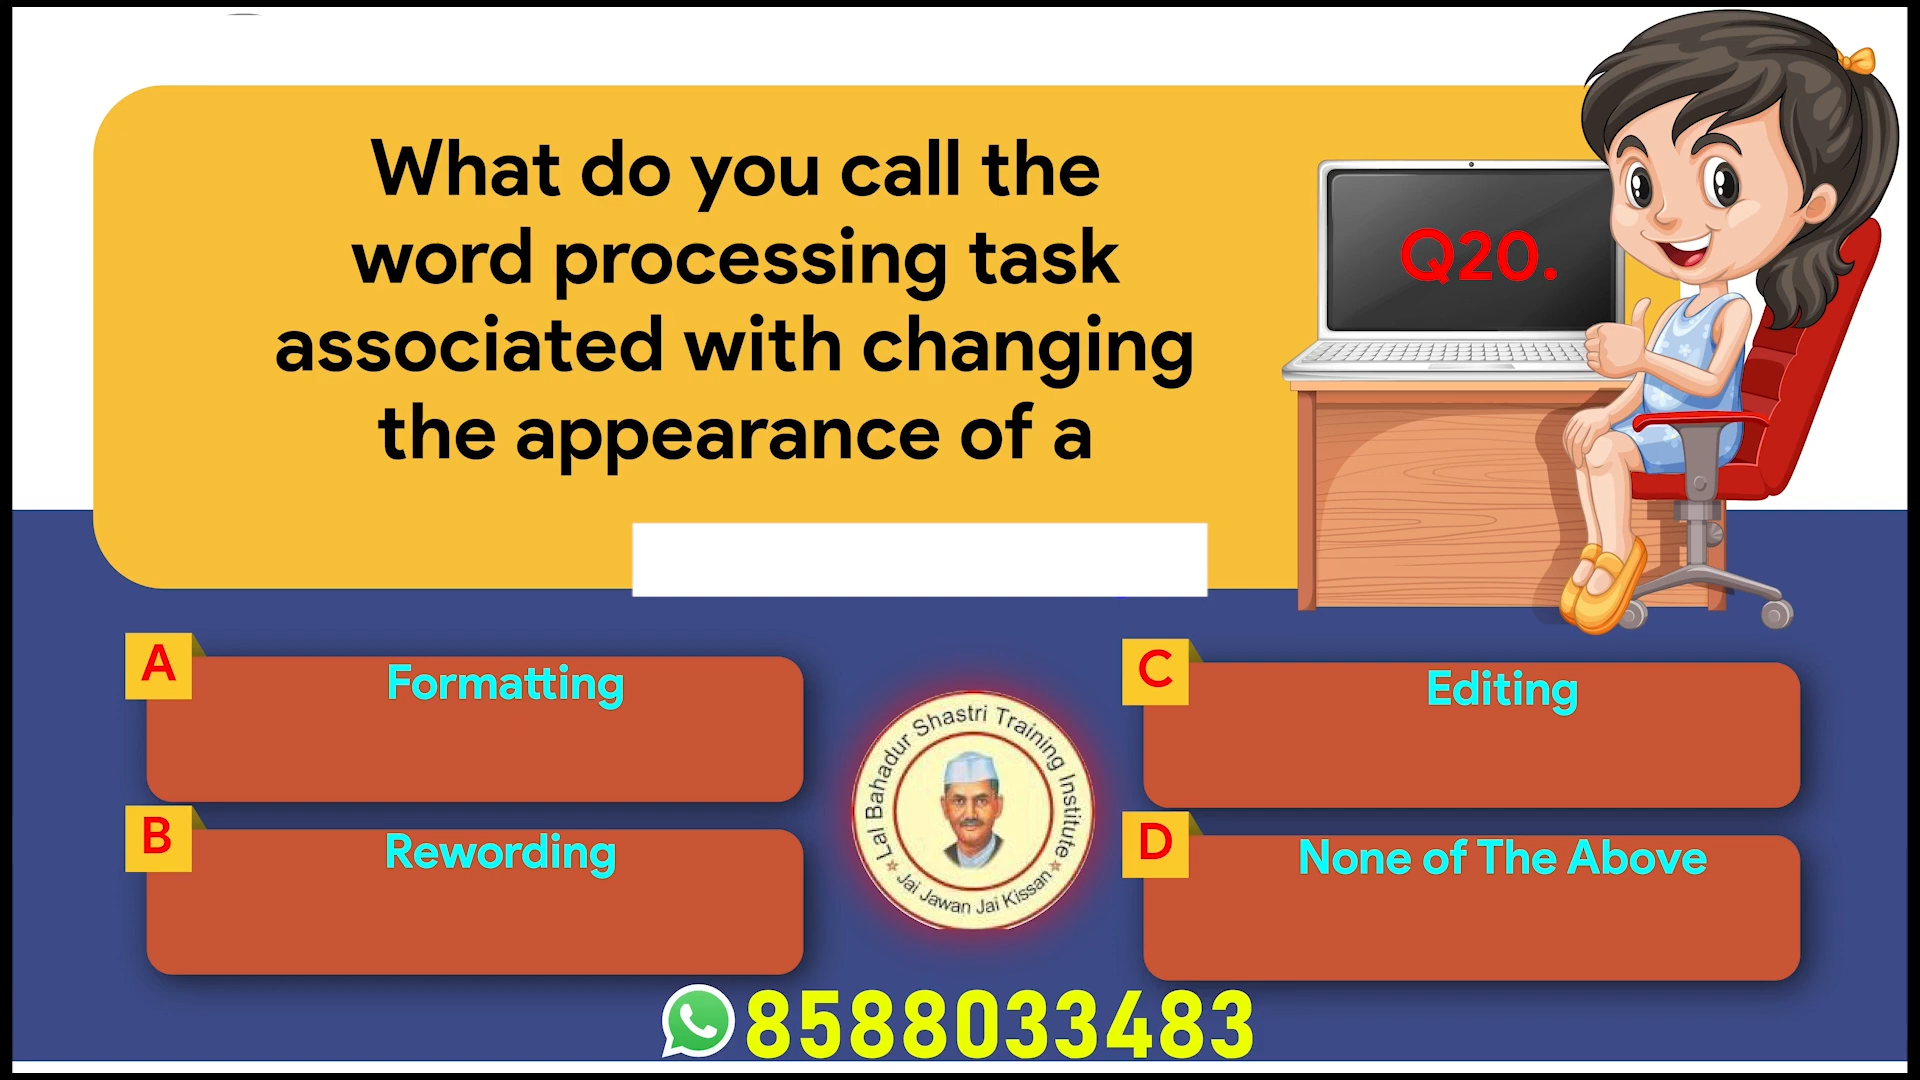 What do you call the
word processing task
associated with changing
the appearance of a
Q20.
A
Formatting
B
Rewording
C
Editing
D
None of The Above
Lal Bahadur Shastri Training Institute
Jai Jawan Jai Kissan
8588033483